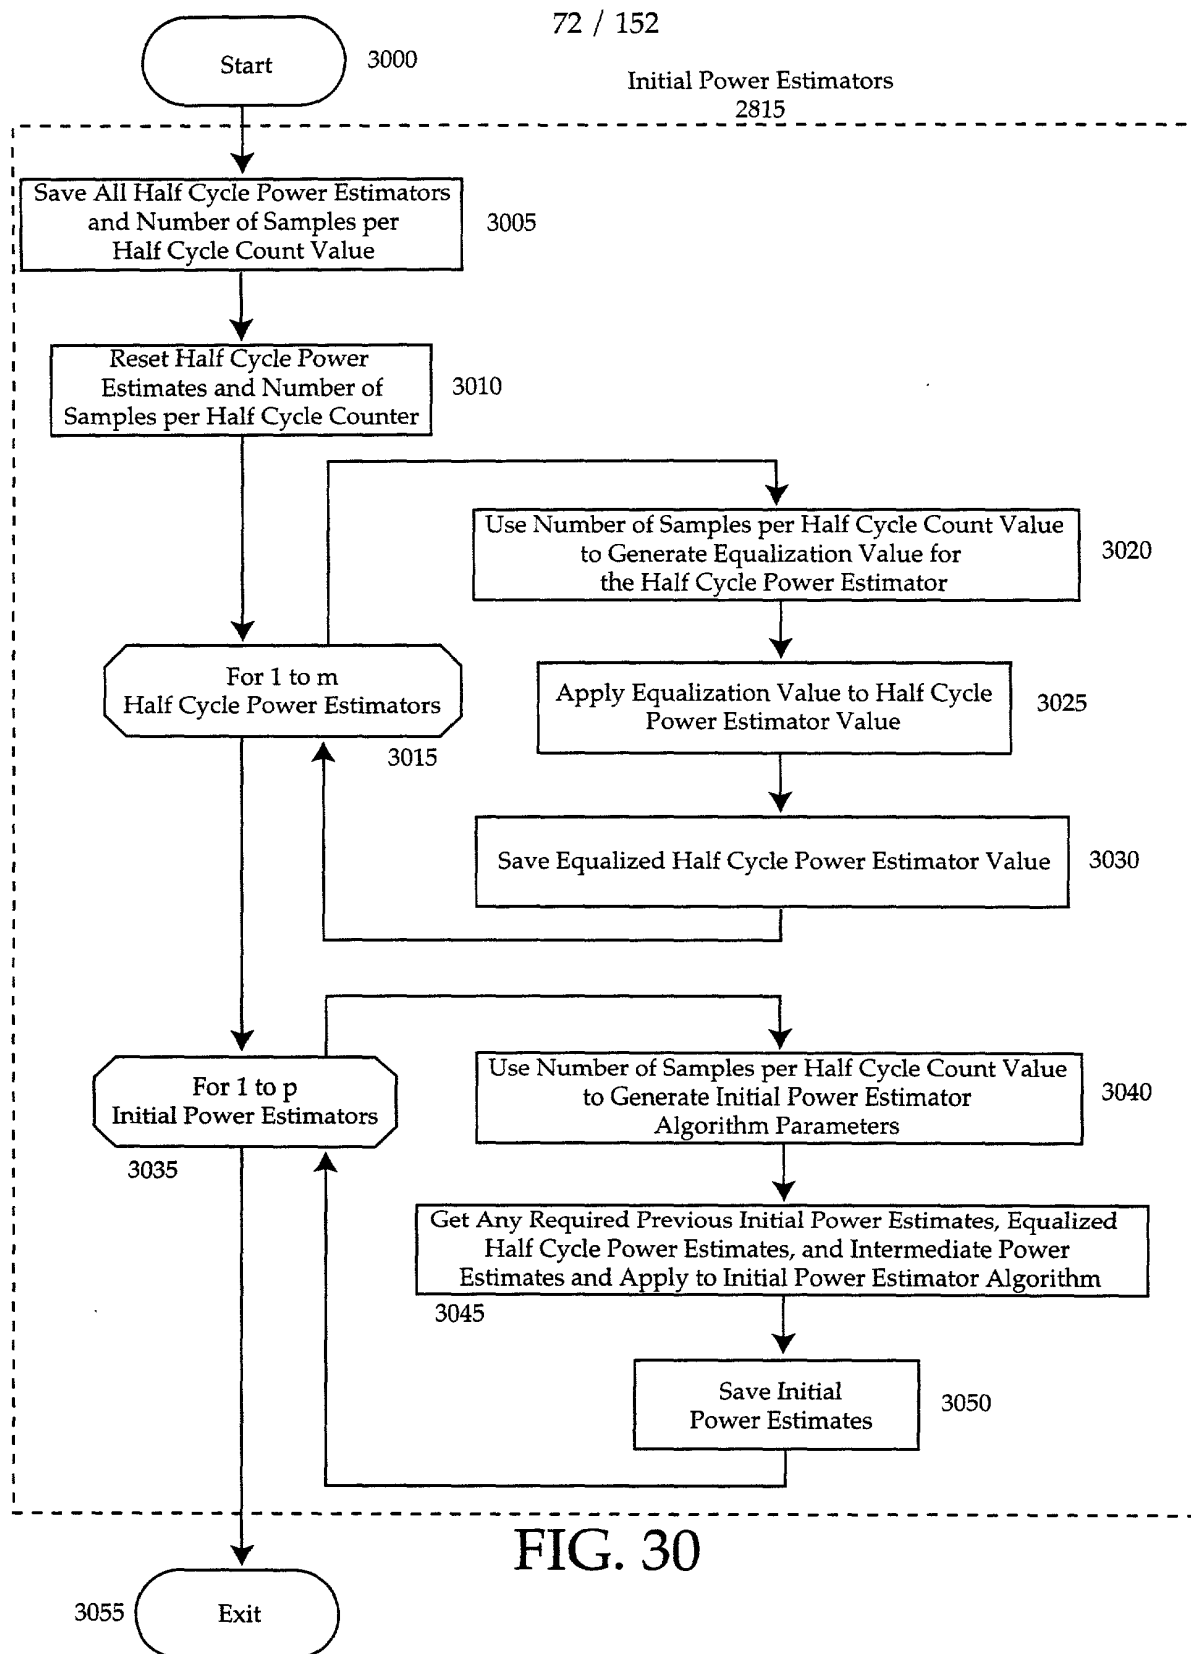 72 / 152
Start
3000
Initial Power Estimators
2815
Save All Half Cycle Power Estimators
and Number of Samples per
Half Cycle Count Value
3005
Reset Half Cycle Power
Estimates and Number of
Samples per Half Cycle Counter
3010
Use Number of Samples per Half Cycle Count Value
to Generate Equalization Value for
the Half Cycle Power Estimator
3020
For 1 to m
Half Cycle Power Estimators
3015
Apply Equalization Value to Half Cycle
Power Estimator Value
3025
Save Equalized Half Cycle Power Estimator Value
3030
For 1 to p
Initial Power Estimators
3035
Use Number of Samples per Half Cycle Count Value
to Generate Initial Power Estimator
Algorithm Parameters
3040
Get Any Required Previous Initial Power Estimates, Equalized
Half Cycle Power Estimates, and Intermediate Power
Estimates and Apply to Initial Power Estimator Algorithm
3045
Save Initial
Power Estimates
3050
FIG. 30
3055
Exit